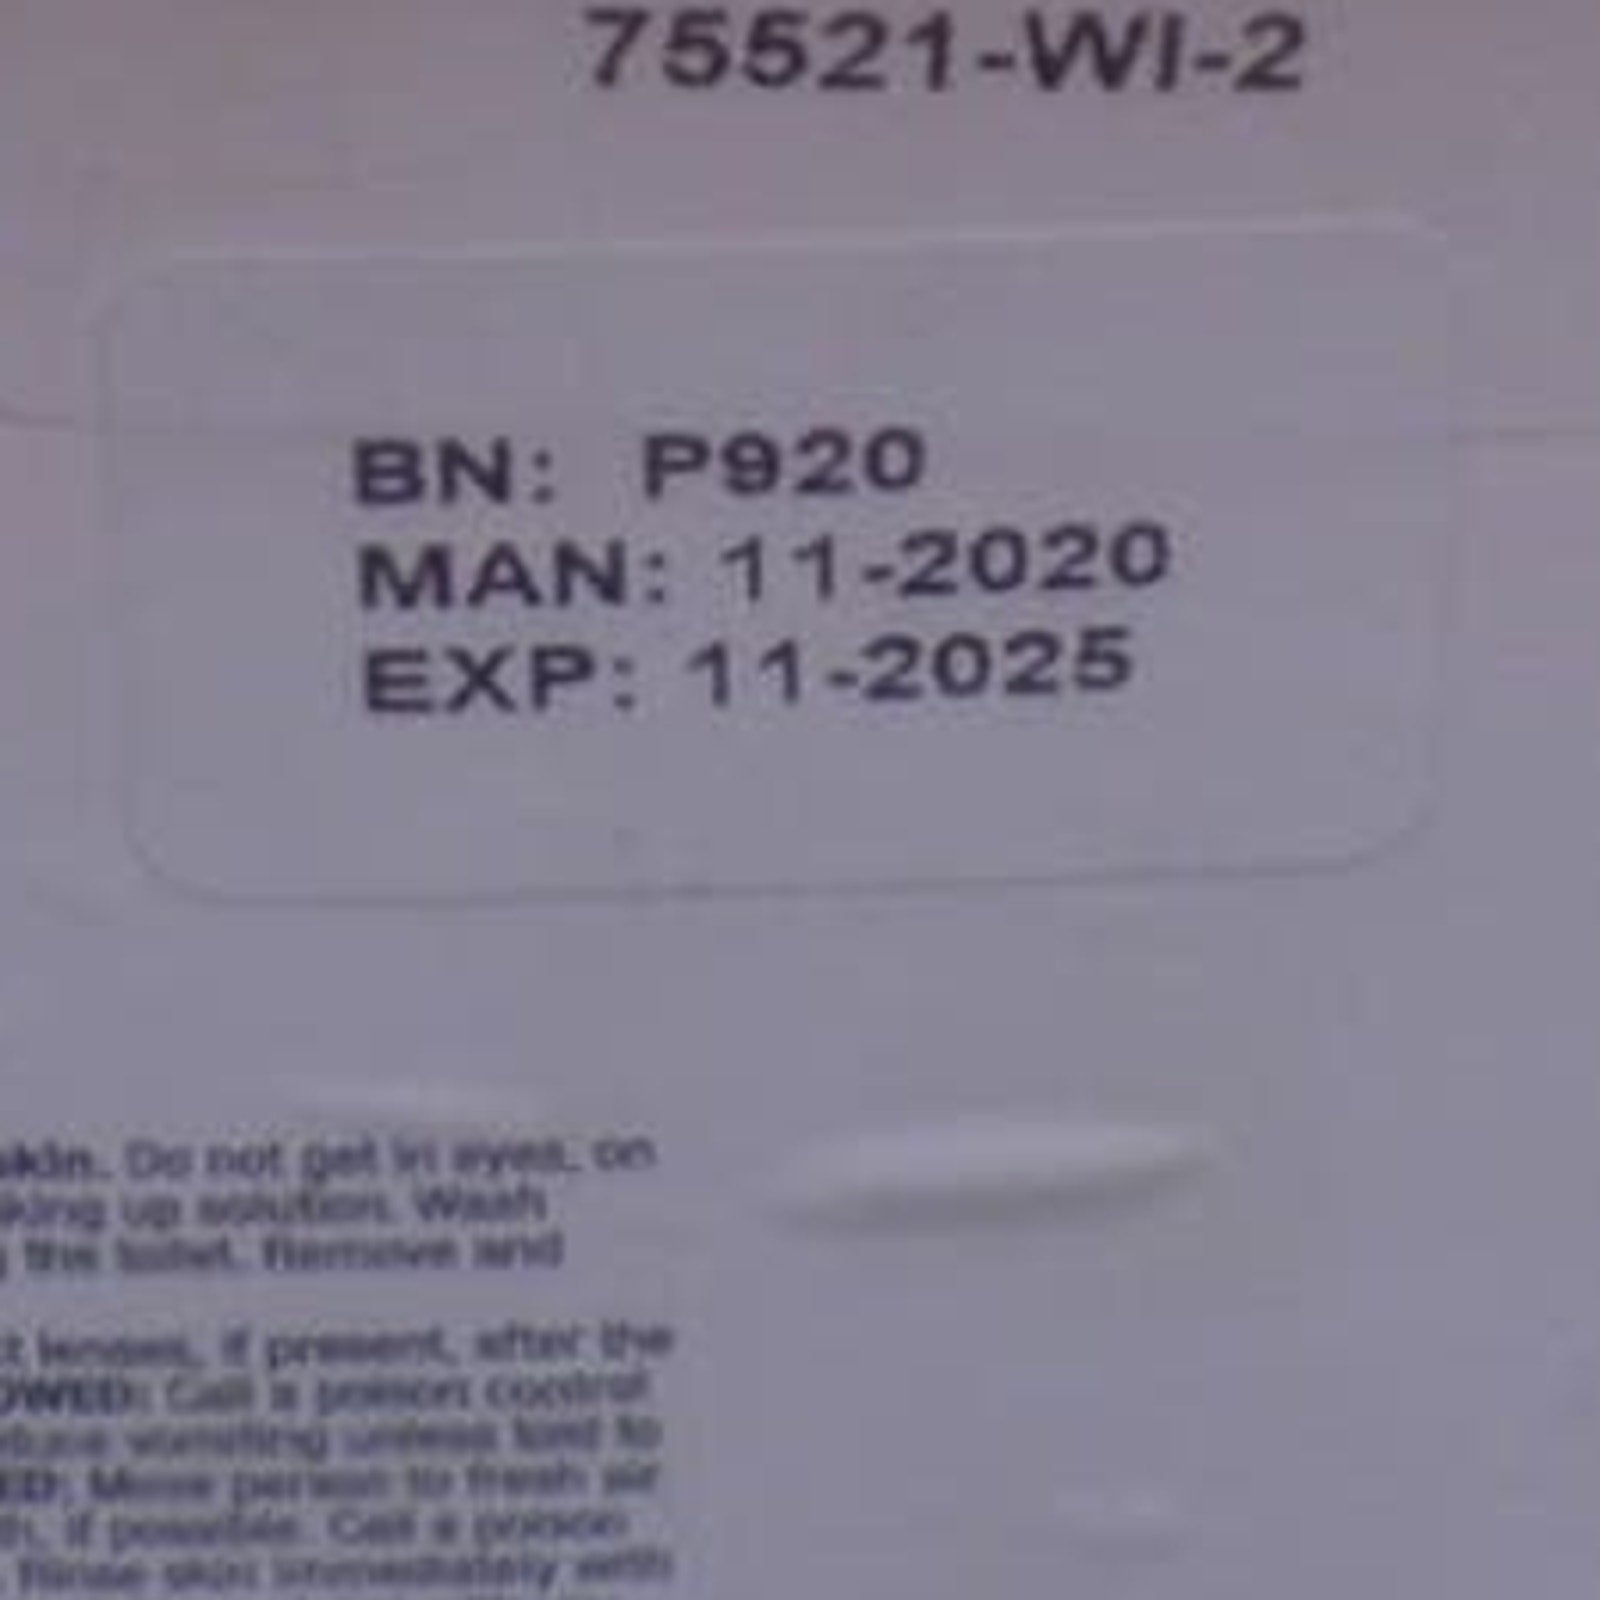 75521-WI-2
BN: P920
MAN: 11-2020
EXP: 11-2025
skin. Do not get in eyes, on
king up solution. Wash
the toilet. Remove and
lenses, if present, after the
OWED: Call a poison control
duce vomiting unless told to
ED: Move person to fresh air
if possible. Call a poison
Rinse skin immediately with